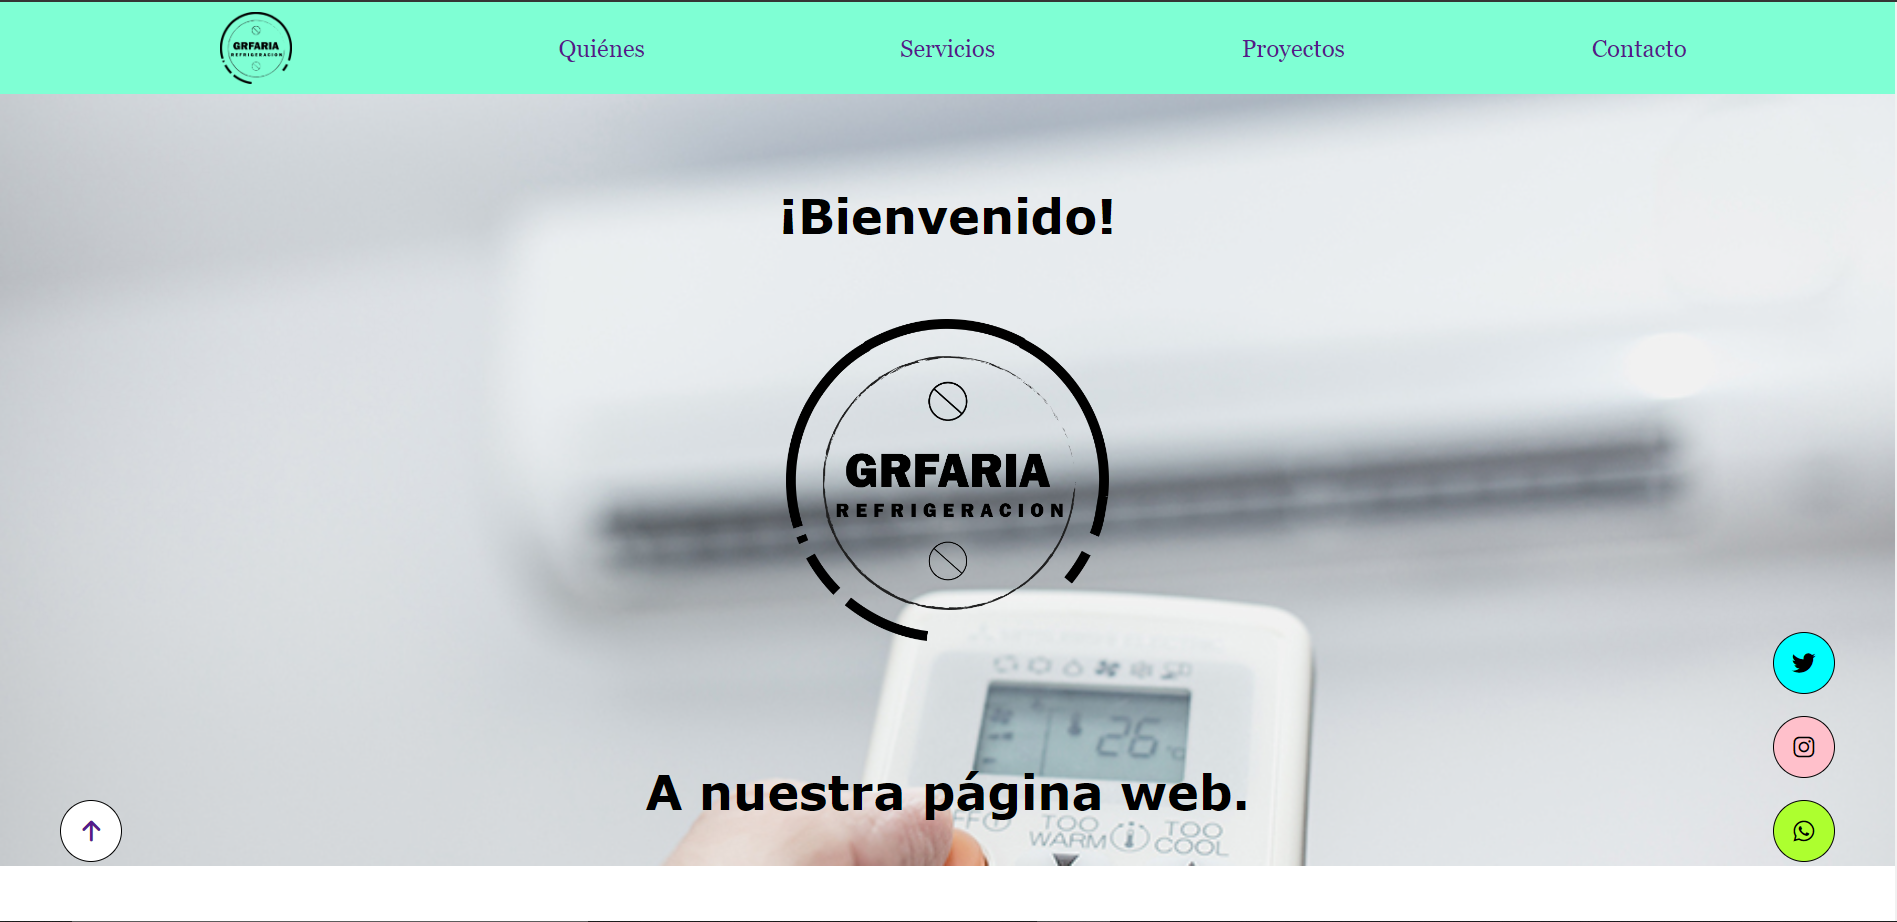 GRFARIA
REFRIGERACION
Quiénes
Servicios
Proyectos
Contacto
¡Bienvenido!
GRFARIA
REFRIGERACION
26 °C
A nuestra página web.
TOO WARM
TOO COOL